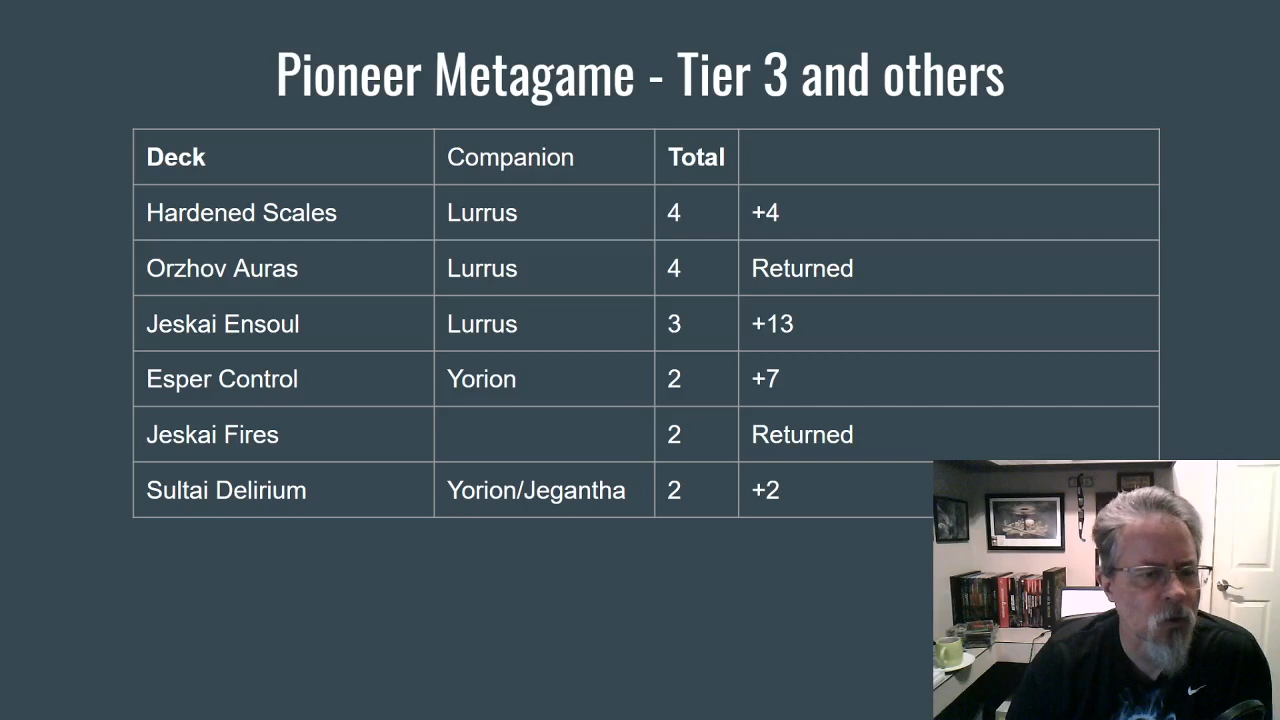 Pioneer Metagame - Tier 3 and others
Deck Companion Total
Hardened Scales Lurrus 4 +4
Orzhov Auras Lurrus 4 Returned
Jeskai Ensoul Lurrus 3 +13
Esper Control Yorion 2 +7
Jeskai Fires 2 Returned
Sultai Delirium Yorion/Jegantha 2 +2